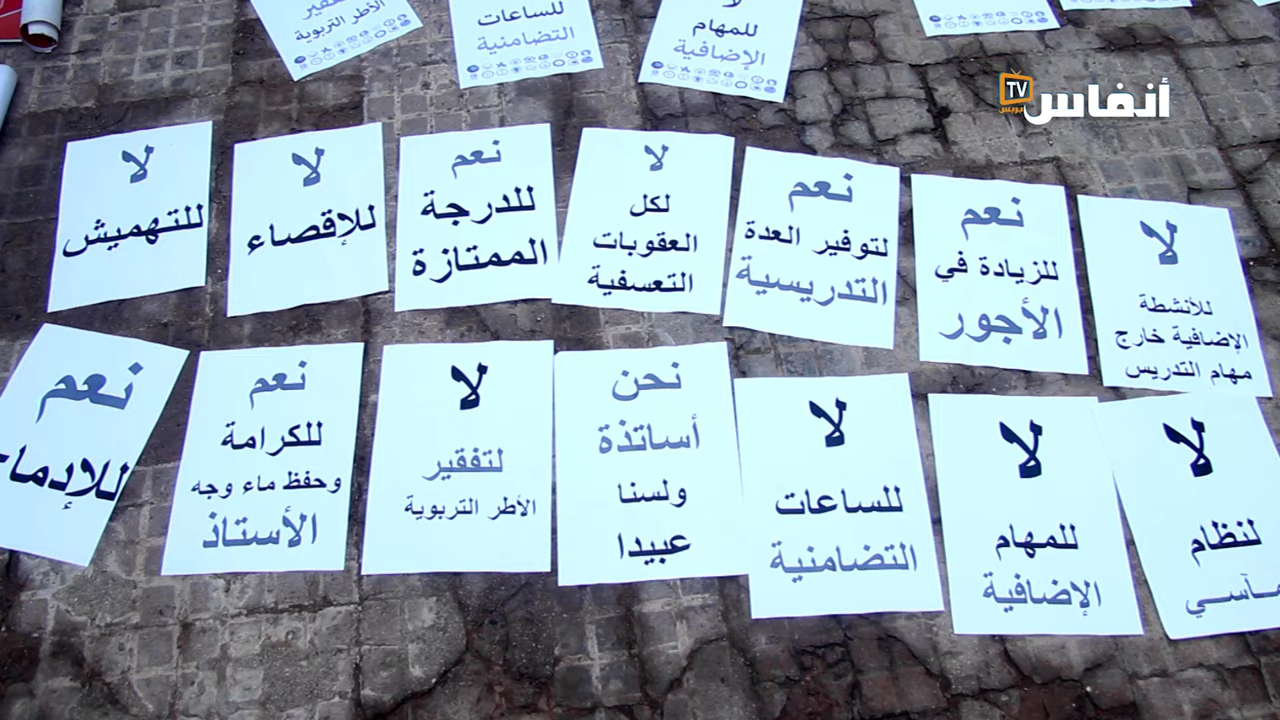 للساعات
التضامنية
لا
للمهام
الإضافية
الأطر التربوية
TV
أنفاس
بريس
لا
للأنشطة
الإضافية خارج
مهام التدريس
نعم
للزيادة في
الأجور
نعم
لتوفير العدة
التدريسية
لا
لكل
العقوبات
التعسفية
نعم
للدرجة
الممتازة
لا
للإقصاء
لا
للتهميش
لا
لنظام
لا
للمهام
الإضافية
لا
للساعات
التضامنية
نحن
أساتذة
ولسنا
عبيدا
لا
لتفقير
الأطر التربوية
نعم
للكرامة
وحفظ ماء وجه
الأستاذ
نعم